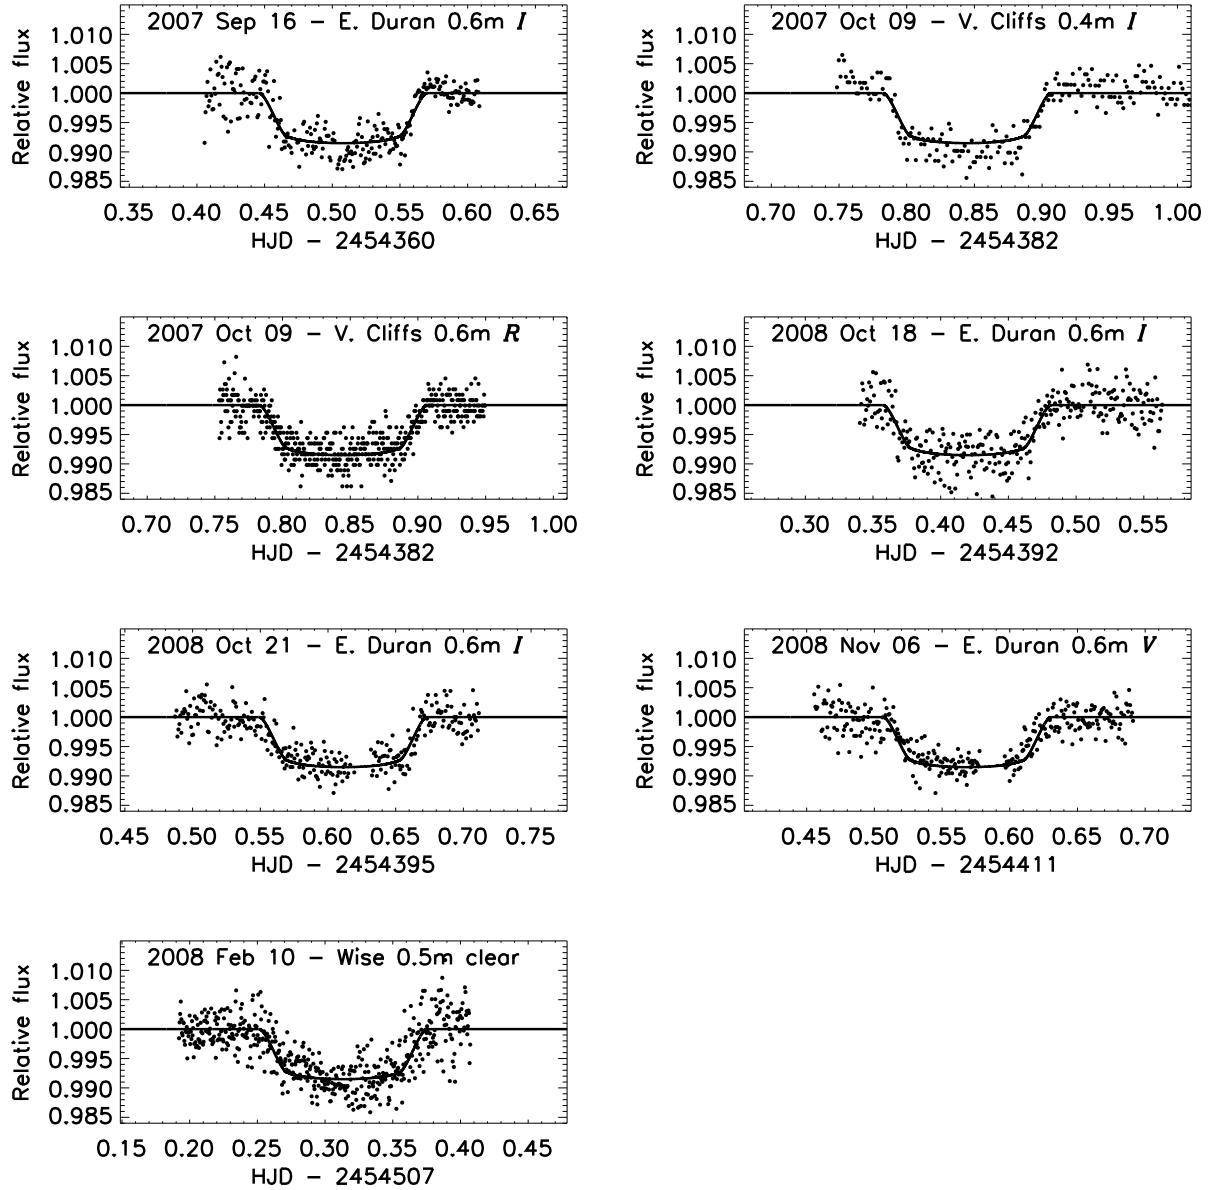 2007 Sep 16 – E. Duran 0.6m I
Relative flux
1.010
1.005
1.000
0.995
0.990
0.985
0.35 0.40 0.45 0.50 0.55 0.60 0.65
HJD – 2454360
2007 Oct 09 – V. Cliffs 0.4m I
Relative flux
1.010
1.005
1.000
0.995
0.990
0.985
0.70 0.75 0.80 0.85 0.90 0.95 1.00
HJD – 2454382
2007 Oct 09 – V. Cliffs 0.6m R
Relative flux
1.010
1.005
1.000
0.995
0.990
0.985
0.70 0.75 0.80 0.85 0.90 0.95 1.00
HJD – 2454382
2008 Oct 18 – E. Duran 0.6m I
Relative flux
1.010
1.005
1.000
0.995
0.990
0.985
0.30 0.35 0.40 0.45 0.50 0.55
HJD – 2454392
2008 Oct 21 – E. Duran 0.6m I
Relative flux
1.010
1.005
1.000
0.995
0.990
0.985
0.45 0.50 0.55 0.60 0.65 0.70 0.75
HJD – 2454395
2008 Nov 06 – E. Duran 0.6m V
Relative flux
1.010
1.005
1.000
0.995
0.990
0.985
0.45 0.50 0.55 0.60 0.65 0.70
HJD – 2454411
2008 Feb 10 – Wise 0.5m clear
Relative flux
1.010
1.005
1.000
0.995
0.990
0.985
0.15 0.20 0.25 0.30 0.35 0.40 0.45
HJD – 2454507